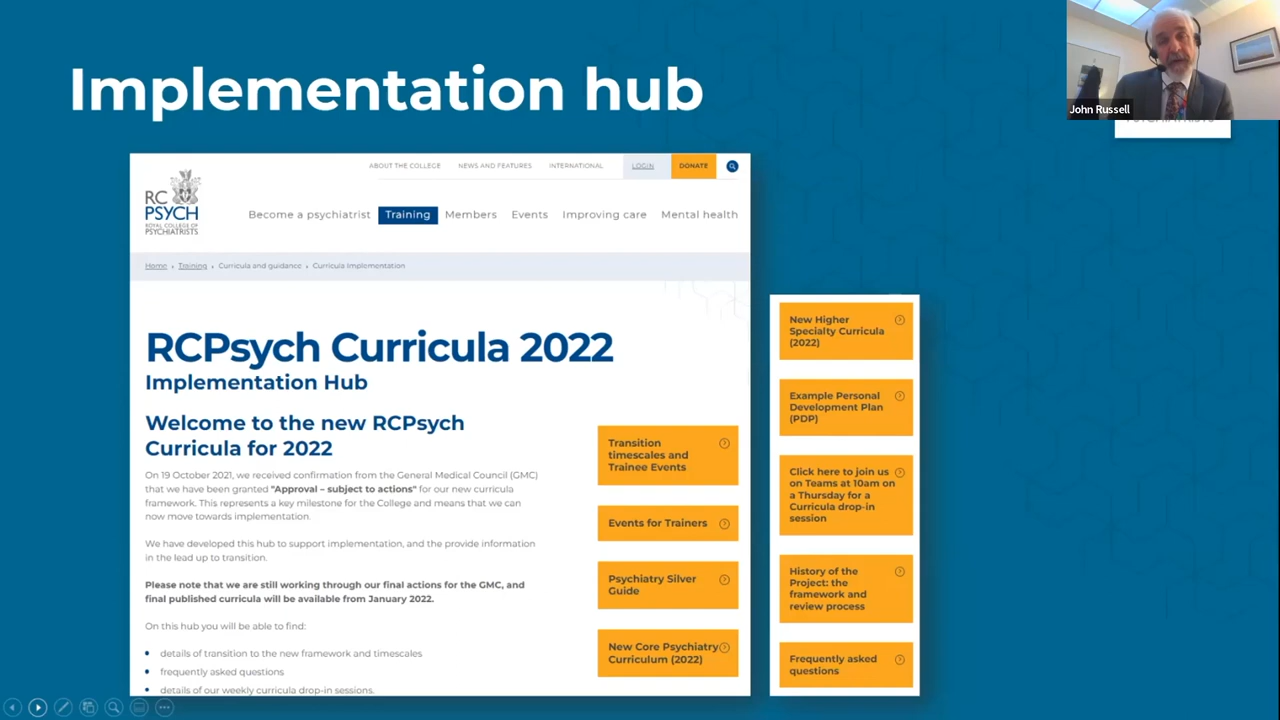 Implementation hub
John Russell
PSYCHIATRISTS
ABOUT THE COLLEGE NEWS AND FEATURES INTERNATIONAL LOGIN DONATE
RC
PSYCH
ROYAL COLLEGE OF
PSYCHIATRISTS
Become a psychiatrist Training Members Events Improving care Mental health
Home Training Curricula and guidance Curricula Implementation
RCPsych Curricula 2022
Implementation Hub
Welcome to the new RCPsych
Curricula for 2022
On 19 October 2021, we received confirmation from the General Medical Council (GMC)
that we have been granted "Approval – subject to actions" for our new curricula
framework. This represents a key milestone for the College and means that we can
now move towards implementation.
We have developed this hub to support implementation, and the provide information
in the lead up to transition.
Please note that we are still working through our final actions for the GMC, and
final published curricula will be available from January 2022.
On this hub you will be able to find:
details of transition to the new framework and timescales
frequently asked questions
details of our weekly curricula drop-in sessions.
Transition
timescales and
Trainee Events
Events for Trainers
Psychiatry Silver
Guide
New Core Psychiatry
Curriculum (2022)
New Higher
Specialty Curricula
(2022)
Example Personal
Development Plan
(PDP)
Click here to join us
on Teams at 10am on
a Thursday for a
Curricula drop-in
session
History of the
Project: the
framework and
review process
Frequently asked
questions